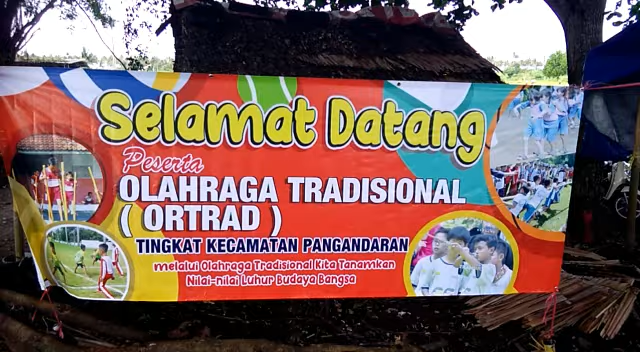 Selamat Datang
Peserta
OLAHRAGA TRADISIONAL
( ORTRAD )
TINGKAT KECAMATAN PANGANDARAN
melalui Olahraga Tradisional Kita Tanamkan
Nilai-nilai Luhur Budaya Bangsa